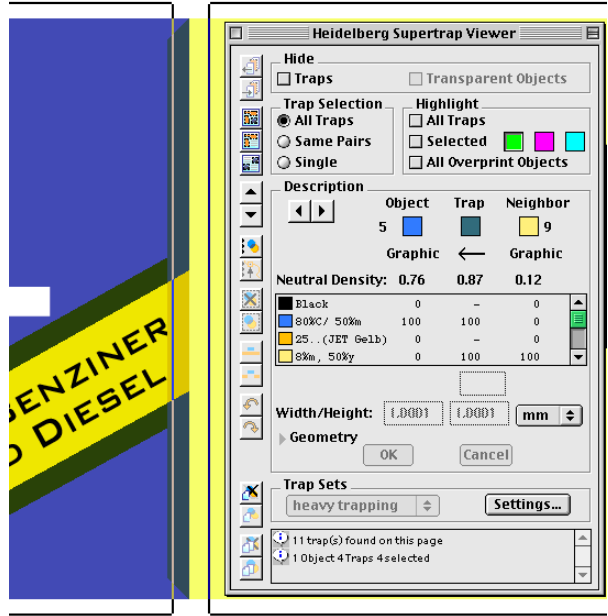 Heidelberg Supertrap Viewer
Hide
Traps
Transparent Objects
Trap Selection
All Traps
Same Pairs
Single
Highlight
All Traps
Selected
All Overprint Objects
Description
Object Trap Neighbor
5 9
Graphic Graphic
Neutral Density: 0.76 0.87 0.12
Black 0 – 0
80%C/ 50%m 100 100 0
25..(JET Gelb) 0 – 0
8%m, 50%y 0 100 100
Width/Height: 1.0001 1.0001 mm
Geometry
OK Cancel
Trap Sets
heavy trapping Settings...
11 trap(s) found on this page
1 Object 4 Traps 4 selected
ENZINER
DIESEL